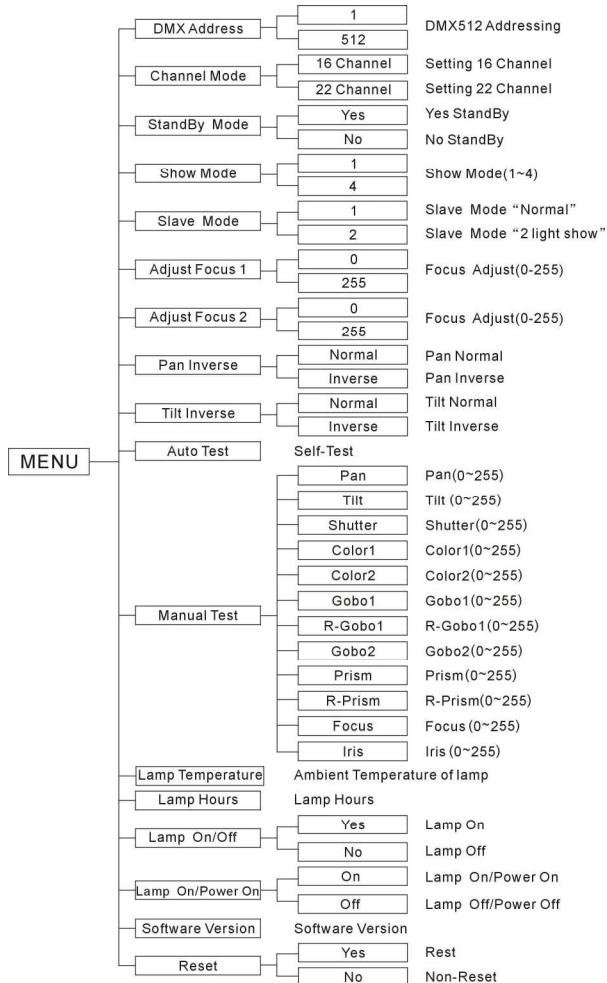 MENU
DMX Address 1 DMX512 Addressing
512
Channel Mode 16 Channel Setting 16 Channel
22 Channel Setting 22 Channel
StandBy Mode Yes Yes StandBy
No No StandBy
Show Mode 1 Show Mode(1~4)
4
Slave Mode 1 Slave Mode “Normal”
2 Slave Mode “2 light show”
Adjust Focus 1 0 Focus Adjust(0-255)
255
Adjust Focus 2 0 Focus Adjust(0-255)
255
Pan Inverse Normal Pan Normal
Inverse Pan Inverse
Tilt Inverse Normal Tilt Normal
Inverse Tilt Inverse
Auto Test Self-Test
Manual Test
Pan Pan(0~255)
Tilt Tilt (0~255)
Shutter Shutter(0~255)
Color1 Color1(0~255)
Color2 Color2(0~255)
Gobo1 Gobo1(0~255)
R-Gobo1 R-Gobo1(0~255)
Gobo2 Gobo2(0~255)
Prism Prism(0~255)
R-Prism R-Prism(0~255)
Focus Focus(0~255)
Iris Iris (0~255)
Lamp Temperature Ambient Temperature of lamp
Lamp Hours Lamp Hours
Lamp On/Off Yes Lamp On
No Lamp Off
Lamp On/Power On On Lamp On/Power On
Off Lamp Off/Power Off
Software Version Software Version
Reset Yes Rest
No Non-Reset